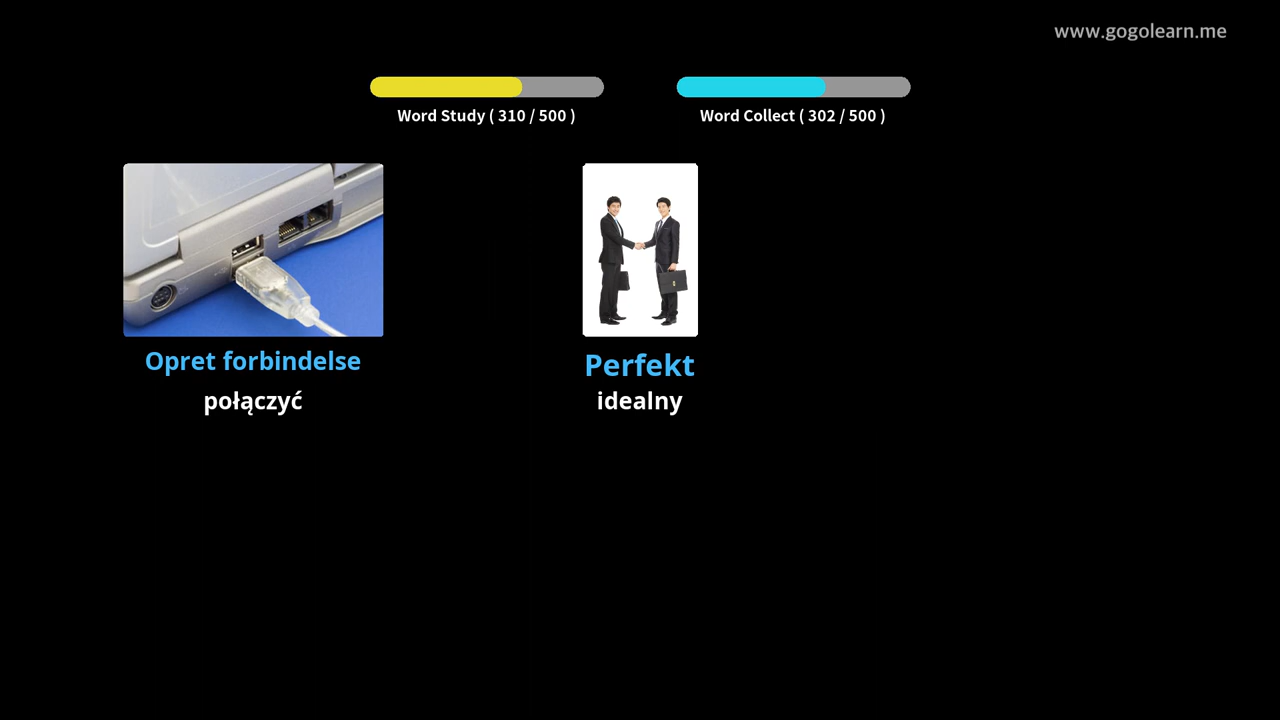 www.gogolearn.me
Word Study ( 310 / 500 )
Word Collect ( 302 / 500 )
Opret forbindelse
połączyć
Perfekt
idealny